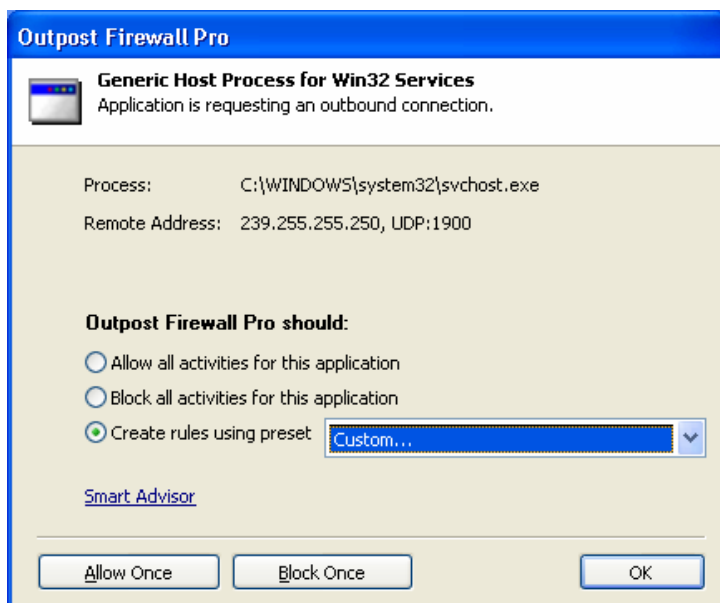 Outpost Firewall Pro
Generic Host Process for Win32 Services
Application is requesting an outbound connection.
Process: C:\WINDOWS\system32\svchost.exe
Remote Address: 239.255.255.250, UDP:1900
Outpost Firewall Pro should:
Allow all activities for this application
Block all activities for this application
Create rules using preset Custom...
Smart Advisor
Allow Once Block Once OK